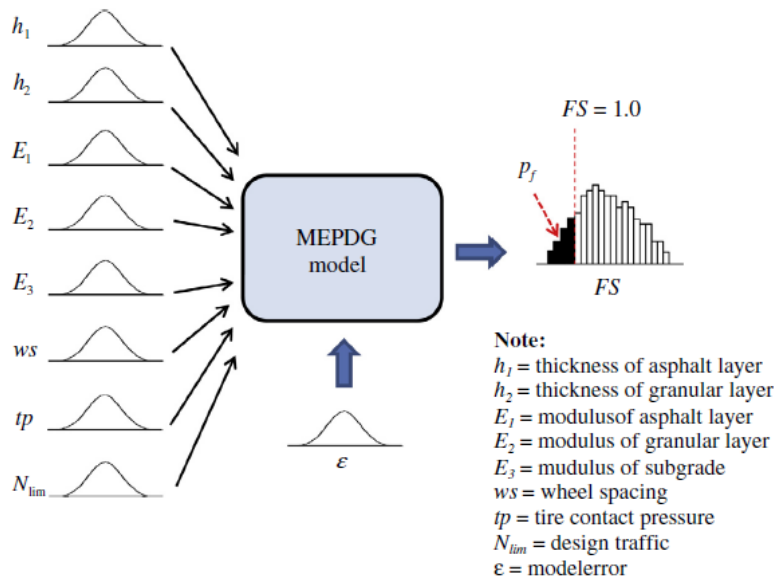 h1
h2
E1
E2
E3
ws
tp
Nlim
MEPDG
model
ε
FS = 1.0
pf
FS
Note:
h1 = thickness of asphalt layer
h2 = thickness of granular layer
E1 = modulusof asphalt layer
E2 = modulus of granular layer
E3 = mudulus of subgrade
ws = wheel spacing
tp = tire contact pressure
Nlim = design traffic
ε = modelerror